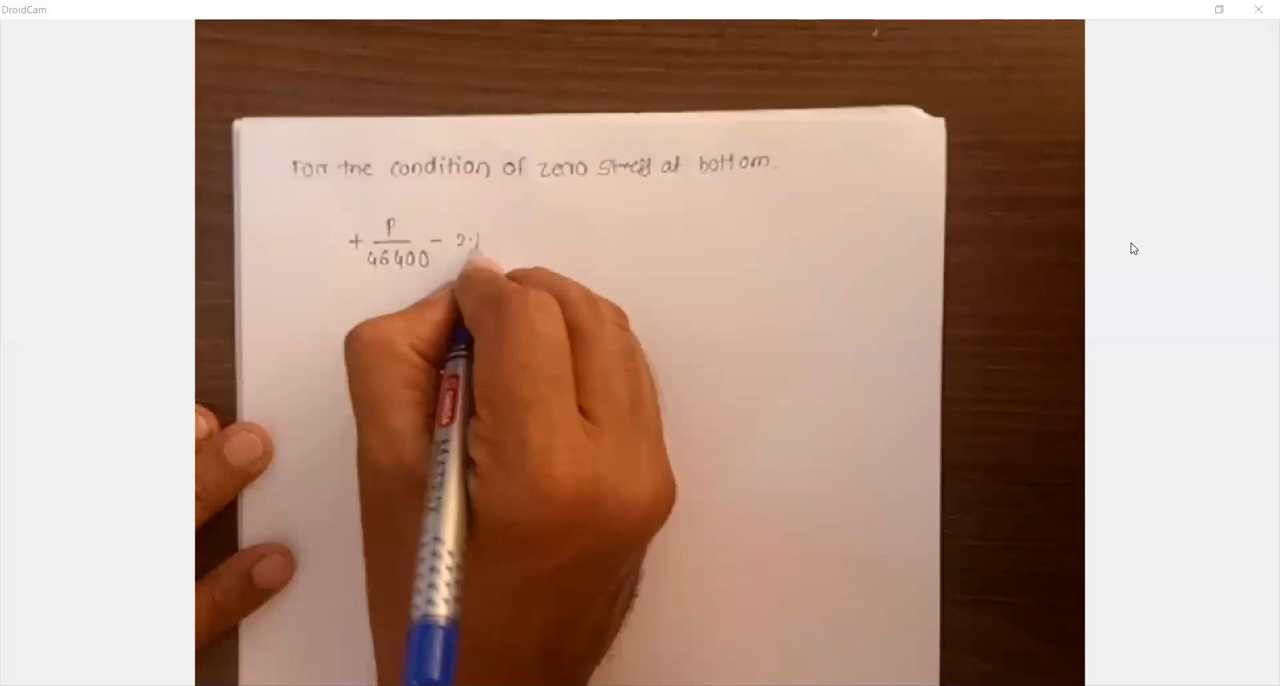 DroidCam
For the condition of zero stress at bottom.
+ P
46400 - 2.